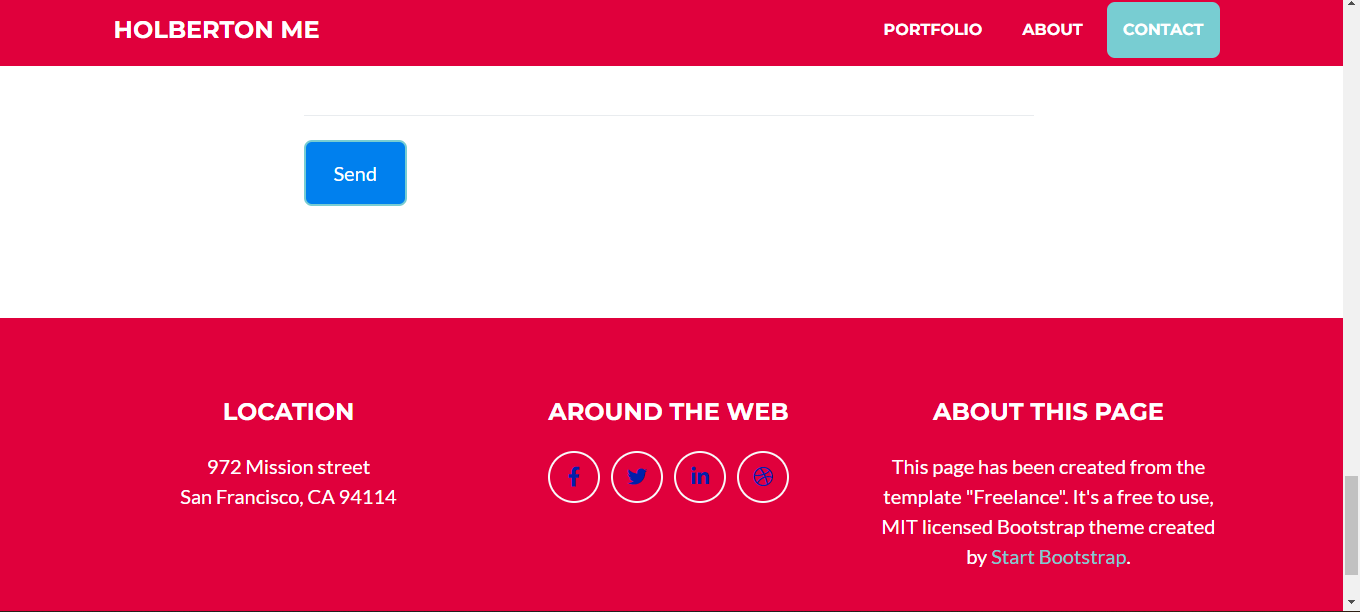 HOLBERTON ME
PORTFOLIO
ABOUT
CONTACT
Send
LOCATION
972 Mission street
San Francisco, CA 94114
AROUND THE WEB
ABOUT THIS PAGE
This page has been created from the
template "Freelance". It's a free to use,
MIT licensed Bootstrap theme created
by Start Bootstrap.